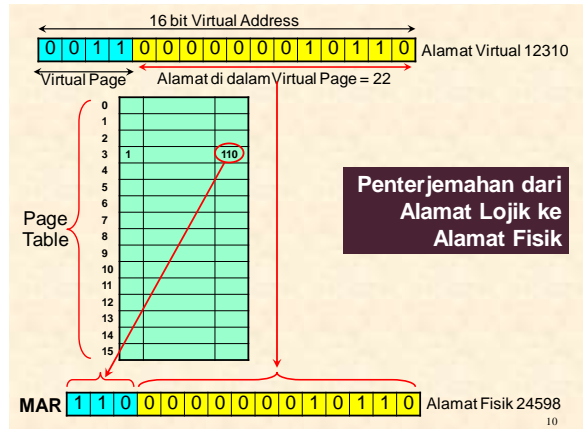 16 bit Virtual Address
0 0 1 1 0 0 0 0 0 0 0 1 0 1 1 0 Alamat Virtual 12310
Virtual Page Alamat di dalam Virtual Page = 22
0
1
2
3 1 110
4
5
6
7
8
9
10
11
12
13
14
15
Page
Table
Penterjemahan dari
Alamat Lojik ke
Alamat Fisik
MAR 1 1 0 0 0 0 0 0 0 0 1 0 1 1 0 Alamat Fisik 24598
10